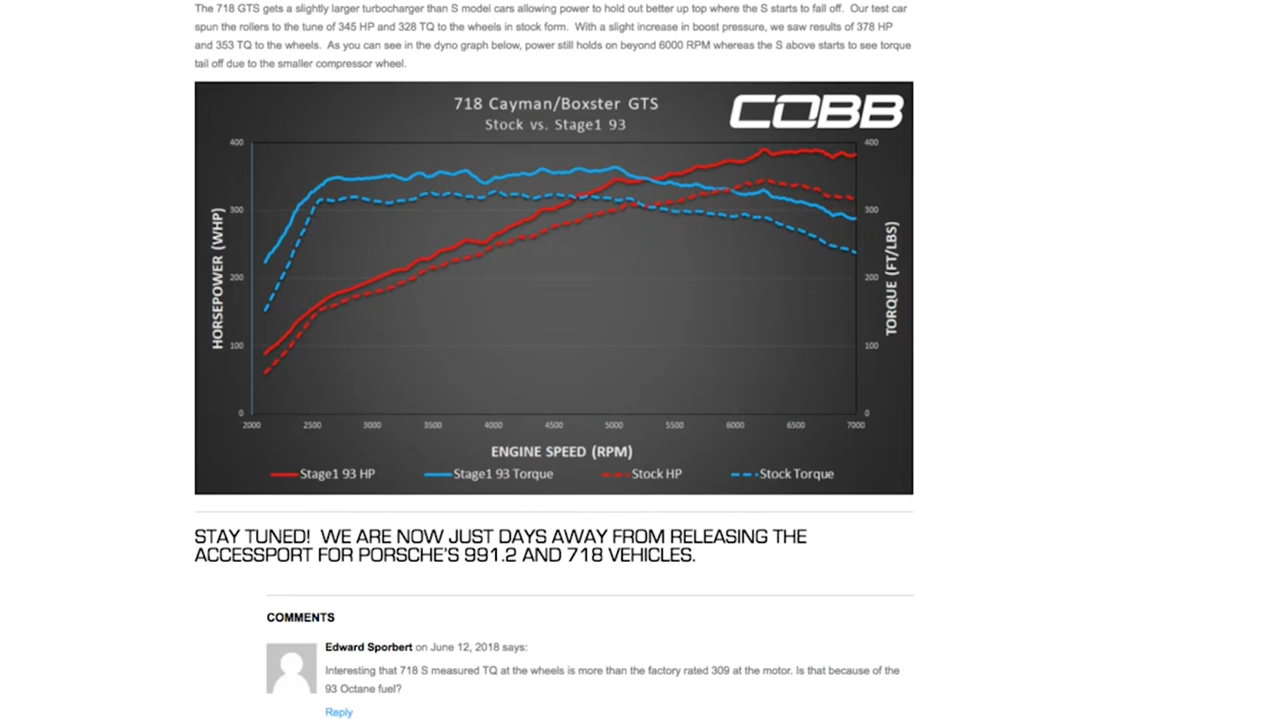 The 718 GTS gets a slightly larger turbocharger than S model cars allowing power to hold out better up top where the S starts to fall off.  Our test car
spun the rollers to the tune of 345 HP and 328 TQ to the wheels in stock form.  With a slight increase in boost pressure, we saw results of 378 HP
and 353 TQ to the wheels.  As you can see in the dyno graph below, power still holds on beyond 6000 RPM whereas the S above starts to see torque
tail off due to the smaller compressor wheel.
718 Cayman/Boxster GTS
Stock vs. Stage1 93
COBB
HORSEPOWER (WHP)
400
300
200
100
0
400
300
200
100
0
TORQUE (FT/LBS)
2000 2500 3000 3500 4000 4500 5000 5500 6000 6500 7000
ENGINE SPEED (RPM)
Stage1 93 HP Stage1 93 Torque Stock HP Stock Torque
STAY TUNED!  WE ARE NOW JUST DAYS AWAY FROM RELEASING THE
ACCESSPORT FOR PORSCHE'S 991.2 AND 718 VEHICLES.
COMMENTS
Edward Sporbert on June 12, 2018 says:
Interesting that 718 S measured TQ at the wheels is more than the factory rated 309 at the motor. Is that because of the
93 Octane fuel?
Reply